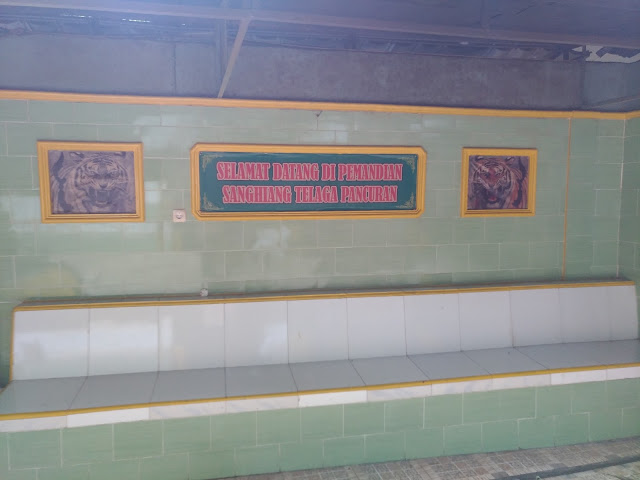 SELAMAT DATANG DI PEMANDIAN
SANGHIANG TELAGA PANCURAN